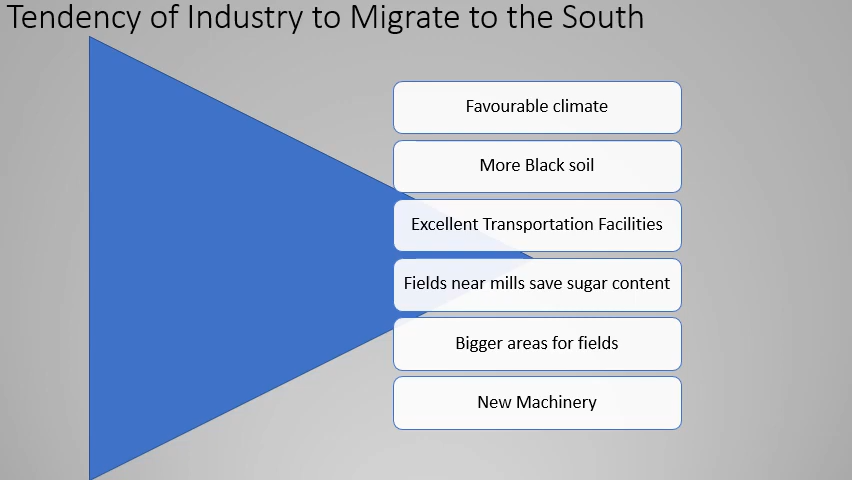 Tendency of Industry to Migrate to the South
Favourable climate
More Black soil
Excellent Transportation Facilities
Fields near mills save sugar content
Bigger areas for fields
New Machinery